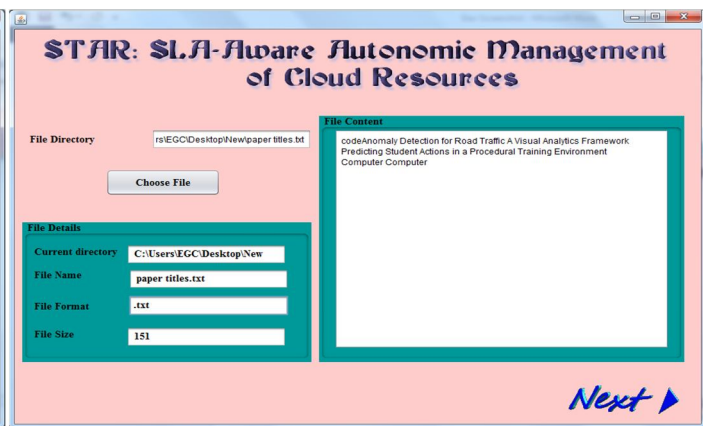 STAR: SLA-Aware Autonomic Management
of Cloud Resources
File Directory
rs\EGC\Desktop\New\paper titles.txt
Choose File
File Details
Current directory
C:\Users\EGC\Desktop\New
File Name
paper titles.txt
File Format
.txt
File Size
151
File Content
codeAnomaly Detection for Road Traffic A Visual Analytics Framework
Predicting Student Actions in a Procedural Training Environment
Computer Computer
Next